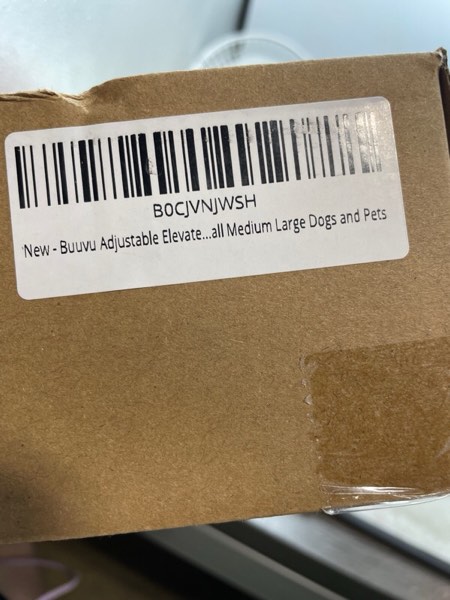 B0CJVNJWSH
New - Buuvu Adjustable Elevate...all Medium Large Dogs and Pets